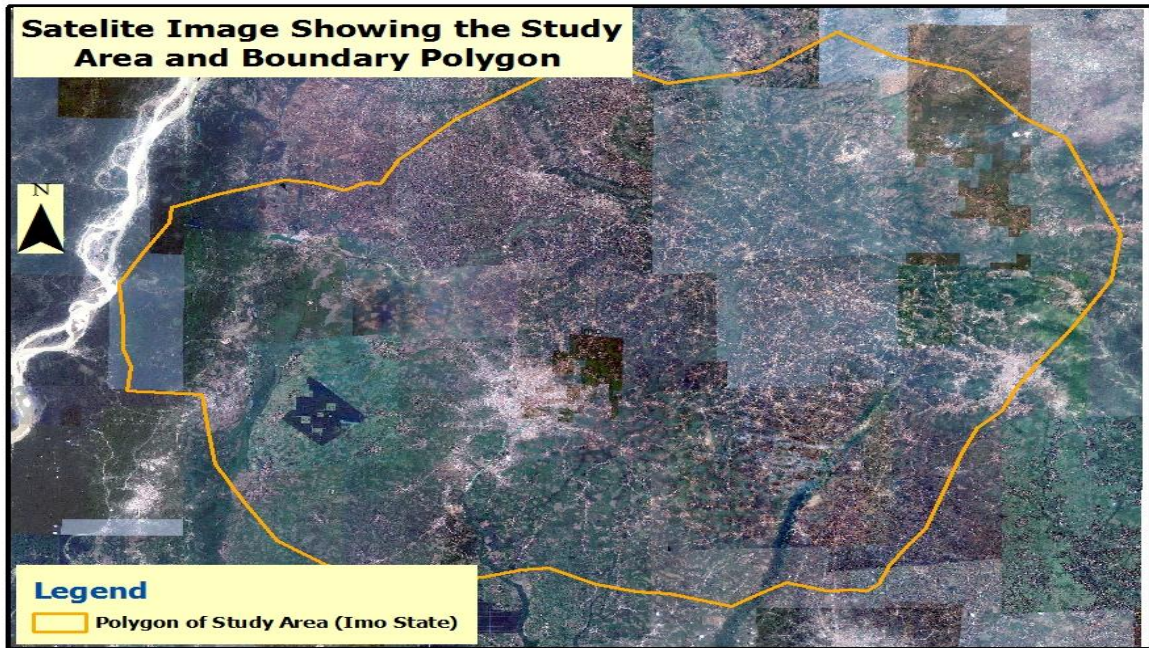 Satelite Image Showing the Study
Area and Boundary Polygon
N
Legend
Polygon of Study Area (Imo State)